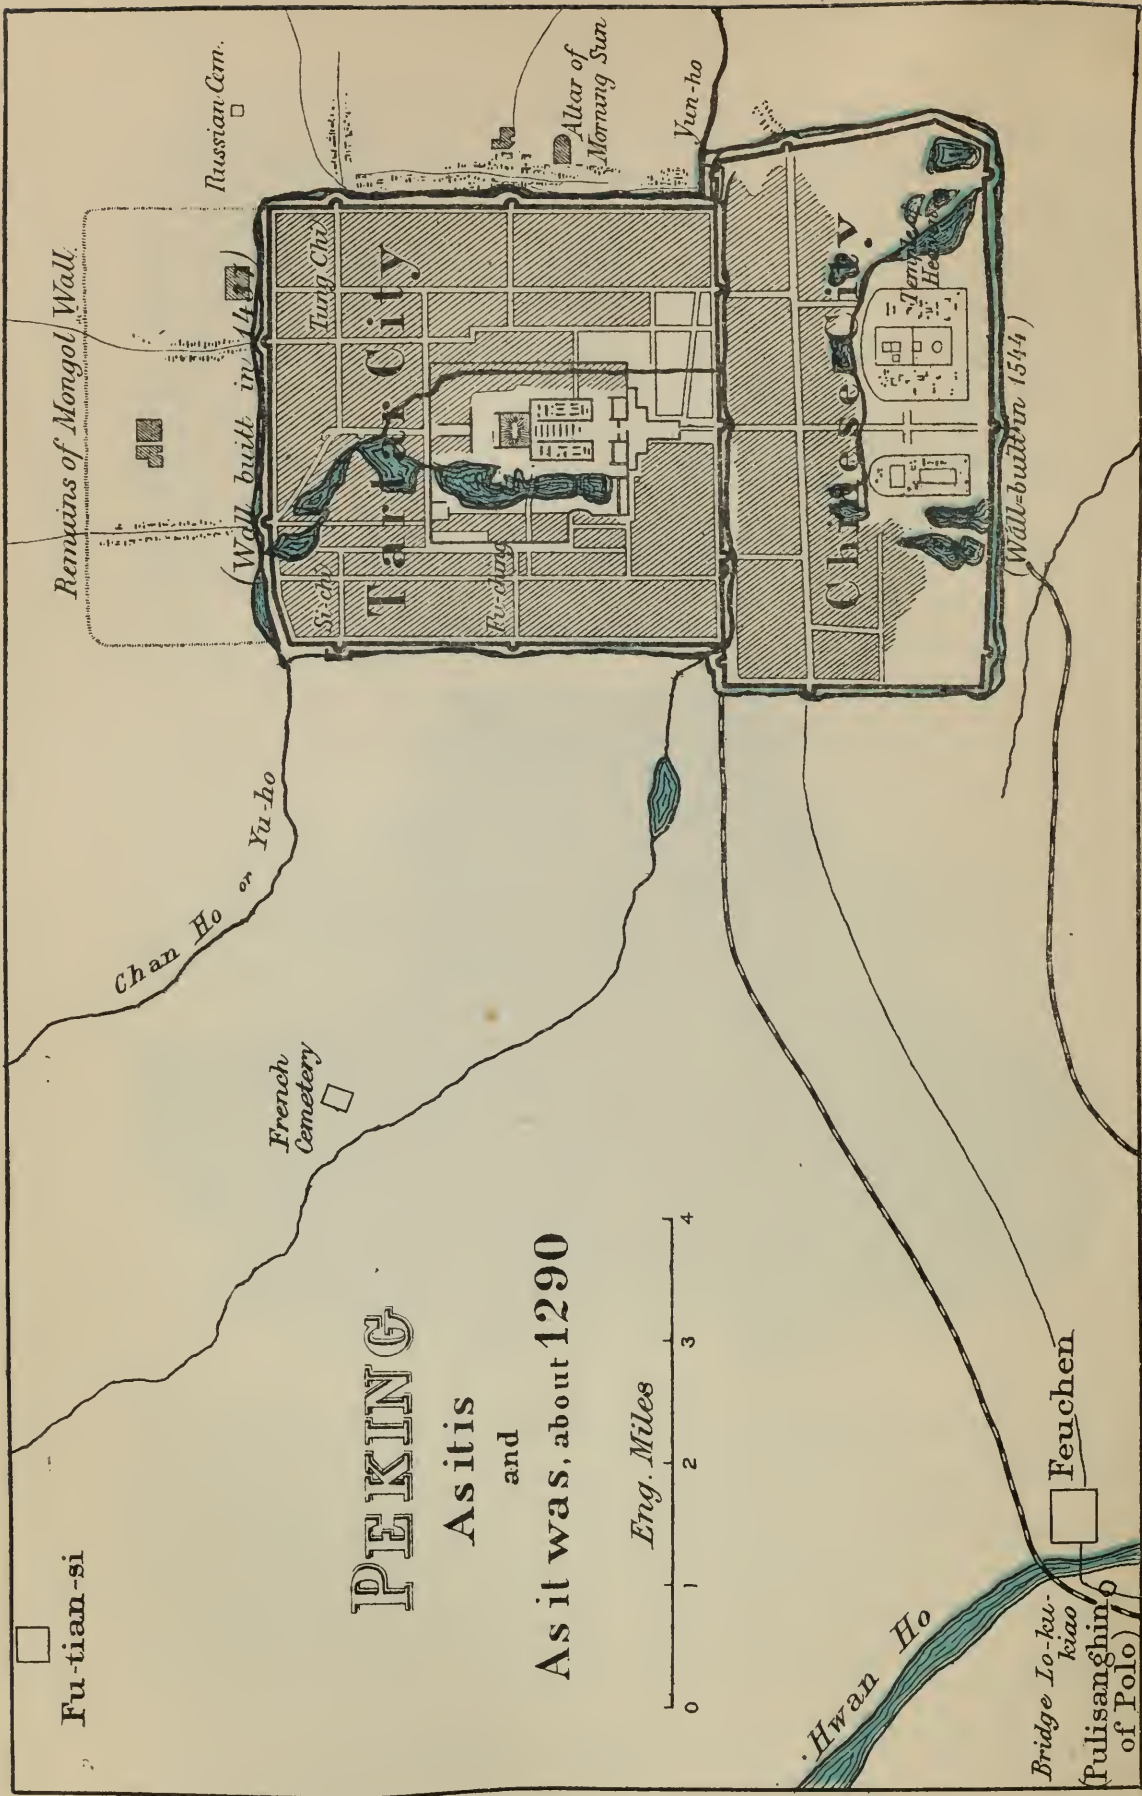 PEKING
As it is
and
As it was, about 1290
Eng. Miles
0 1 2 3 4
Fu-tian-si
French
Cemetery
Chan Ho or Yu-ho
Remains of Mongol Wall.
Russian Cem.
(Wall built in
Tung Chi
Tartar City
Si-chi
Fu-ching
Altar of
Morning Sun
Yun-ho
Chinese City.
Temple of
(Wall built in 1544)
Hwan Ho
Feuchen
Bridge Lo-ku-
kiao
(Pulisanghin
of Polo)